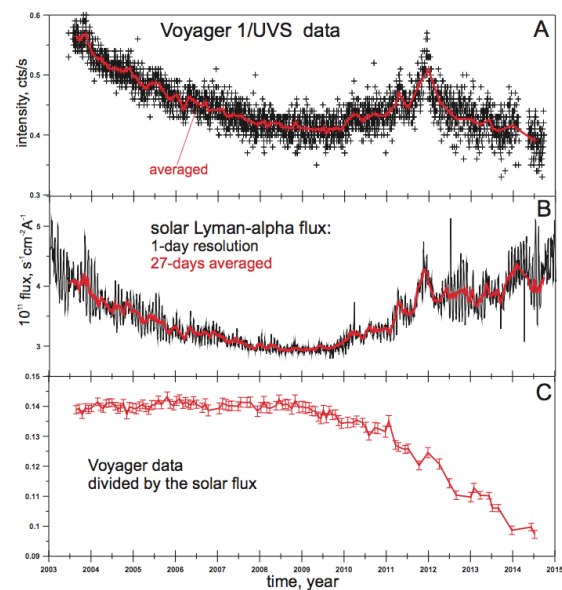 Voyager 1/UVS data
A
0.6
0.5
0.4
0.3
intensity, cts/s
averaged
B
solar Lyman-alpha flux:
1-day resolution
27-days averaged
5
4
3
10¹¹ flux, s⁻¹cm⁻²A⁻¹
C
0.15
0.14
0.13
0.12
0.11
0.1
0.09
Voyager data
divided by the solar flux
2003 2004 2005 2006 2007 2008 2009 2010 2011 2012 2013 2014 2015
time, year